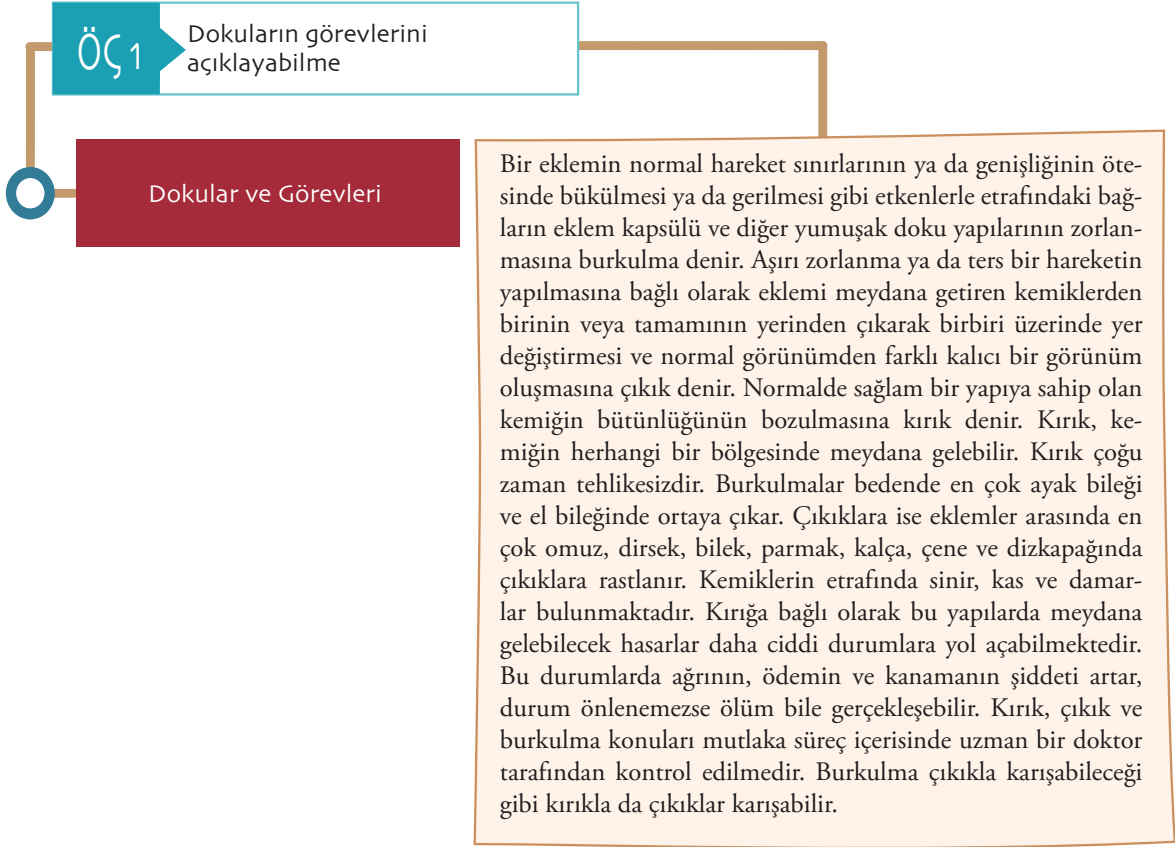 ÖÇ 1
Dokuların görevlerini
açıklayabilme
Dokular ve Görevleri
Bir eklemin normal hareket sınırlarının ya da genişliğinin öte-
sinde bükülmesi ya da gerilmesi gibi etkenlerle etrafındaki bağ-
ların eklem kapsülü ve diğer yumuşak doku yapılarının zorlan-
masına burkulma denir. Aşırı zorlanma ya da ters bir hareketin
yapılmasına bağlı olarak eklemi meydana getiren kemiklerden
birinin veya tamamının yerinden çıkarak birbiri üzerinde yer
değiştirmesi ve normal görünümden farklı kalıcı bir görünüm
oluşmasına çıkık denir. Normalde sağlam bir yapıya sahip olan
kemiğin bütünlüğünün bozulmasına kırık denir. Kırık, ke-
miğin herhangi bir bölgesinde meydana gelebilir. Kırık çoğu
zaman tehlikesizdir. Burkulmalar bedende en çok ayak bileği
ve el bileğinde ortaya çıkar. Çıkıklara ise eklemler arasında en
çok omuz, dirsek, bilek, parmak, kalça, çene ve dizkapağında
çıkıklara rastlanır. Kemiklerin etrafında sinir, kas ve damar-
lar bulunmaktadır. Kırığa bağlı olarak bu yapılarda meydana
gelebilecek hasarlar daha ciddi durumlara yol açabilmektedir.
Bu durumlarda ağrının, ödemin ve kanamanın şiddeti artar,
durum önlenemezse ölüm bile gerçekleşebilir. Kırık, çıkık ve
burkulma konuları mutlaka süreç içerisinde uzman bir doktor
tarafından kontrol edilmedir. Burkulma çıkıkla karışabileceği
gibi kırıkla da çıkıklar karışabilir.